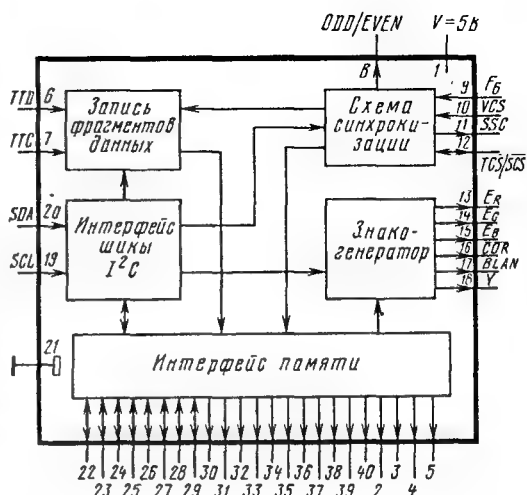 ODD/EVEN V=5в
8 1
TTD 6
TTC 7
Запись
фрагментов
данных
Схема
синхрони-
зации
9 F6
10 VCS
11 SSC
12 TCS/SCS
SDA 20
SCL 19
Интерфейс
шины
I²C
Знако-
генератор
13 ER
14 EG
15 EB
16 COR
17 BLAN
18 Y
21
Интерфейс памяти
22 24 26 28 30 32 34 36 38 40 3 5
23 25 27 29 31 33 35 37 39 2 4